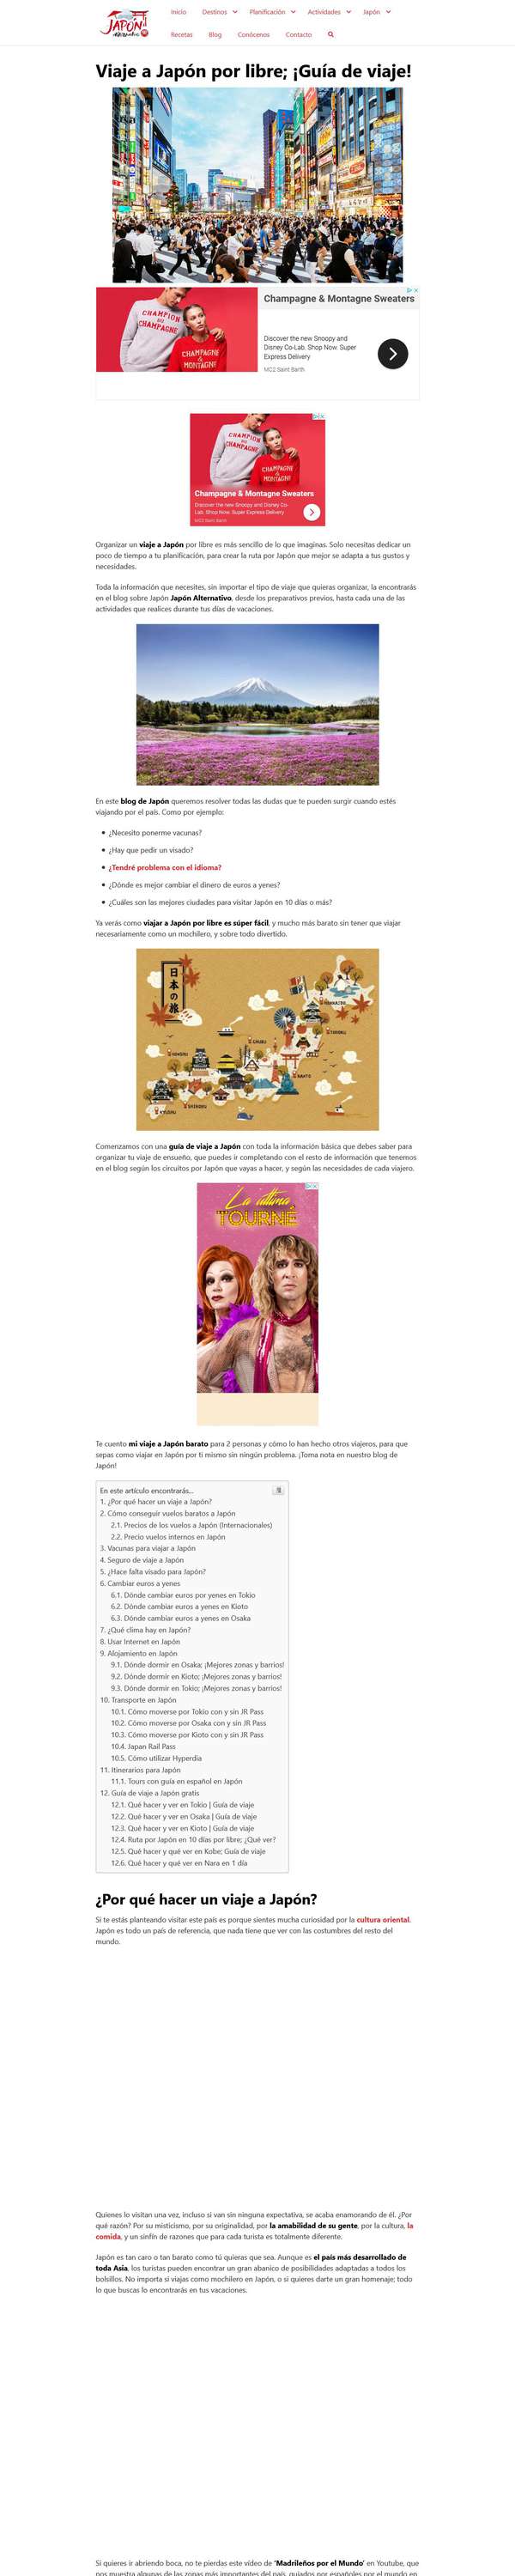 JAPÓN
Alternativo
Inicio
Destinos
Planificación
Actividades
Japón
Recetas
Blog
Conócenos
Contacto
Viaje a Japón por libre; ¡Guía de viaje!
Champagne & Montagne Sweaters
Discover the new Snoopy and
Disney Co-Lab. Shop Now. Super
Express Delivery
MC2 Saint Barth
Champagne & Montagne Sweaters
Discover the new Snoopy and Disney Co-
Lab. Shop Now. Super Express Delivery
MC2 Saint Barth
Organizar un viaje a Japón por libre es más sencillo de lo que imaginas. Solo necesitas dedicar un
poco de tiempo a tu planificación, para crear la ruta por Japón que mejor se adapta a tus gustos y
necesidades.
Toda la información que necesites, sin importar el tipo de viaje que quieras organizar, la encontrarás
en el blog sobre Japón Japón Alternativo, desde los preparativos previos, hasta cada una de las
actividades que realices durante tus días de vacaciones.
En este blog de Japón queremos resolver todas las dudas que te pueden surgir cuando estés
viajando por el país. Como por ejemplo:
¿Necesito ponerme vacunas?
¿Hay que pedir un visado?
¿Tendré problema con el idioma?
¿Dónde es mejor cambiar el dinero de euros a yenes?
¿Cuáles son las mejores ciudades para visitar Japón en 10 días o más?
Ya verás como viajar a Japón por libre es súper fácil, y mucho más barato sin tener que viajar
necesariamente como un mochilero, y sobre todo divertido.
日本の旅
HOKKAIDO
TOHOKU
CHUBU
KANTO
SHIKOKU
KYUSHU
Comenzamos con una guía de viaje a Japón con toda la información básica que debes saber para
organizar tu viaje de ensueño, que puedes ir completando con el resto de información que tenemos
en el blog según los circuitos por Japón que vayas a hacer, y según las necesidades de cada viajero.
La última
TOURNÉ
Te cuento mi viaje a Japón barato para 2 personas y cómo lo han hecho otros viajeros, para que
sepas como viajar en Japón por ti mismo sin ningún problema. ¡Toma nota en nuestro blog de
Japón!
En este artículo encontrarás...
1. ¿Por qué hacer un viaje a Japón?
2. Cómo conseguir vuelos baratos a Japón
2.1. Precios de los vuelos a Japón (Internacionales)
2.2. Precio vuelos internos en Japón
3. Vacunas para viajar a Japón
4. Seguro de viaje a Japón
5. ¿Hace falta visado para Japón?
6. Cambiar euros a yenes
6.1. Dónde cambiar euros por yenes en Tokio
6.2. Dónde cambiar euros a yenes en Kioto
6.3. Dónde cambiar euros a yenes en Osaka
7. ¿Qué clima hay en Japón?
8. Usar Internet en Japón
9. Alojamiento en Japón
9.1. Dónde dormir en Osaka; ¡Mejores zonas y barrios!
9.2. Dónde dormir en Kioto; ¡Mejores zonas y barrios!
9.3. Dónde dormir en Tokio; ¡Mejores zonas y barrios!
10. Transporte en Japón
10.1. Cómo moverse por Tokio con y sin JR Pass
10.2. Cómo moverse por Osaka con y sin JR Pass
10.3. Cómo moverse por Kioto con y sin JR Pass
10.4. Japan Rail Pass
10.5. Cómo utilizar Hyperdia
11. Itinerarios para Japón
11.1. Tours con guía en español en Japón
12. Guía de viaje a Japón gratis
12.1. Qué hacer y ver en Tokio | Guía de viaje
12.2. Qué hacer y ver en Osaka | Guía de viaje
12.3. Qué hacer y ver en Kioto | Guía de viaje
12.4. Ruta por Japón en 10 días por libre; ¿Qué ver?
12.5. Qué hacer y qué ver en Kobe; Guía de viaje
12.6. Qué hacer y qué ver en Nara en 1 día
¿Por qué hacer un viaje a Japón?
Si te estás planteando visitar este país es porque sientes mucha curiosidad por la cultura oriental.
Japón es todo un país de referencia, que nada tiene que ver con las costumbres del resto del
mundo.
Quienes lo visitan una vez, incluso si van sin ninguna expectativa, se acaba enamorando de él. ¿Por
qué razón? Por su misticismo, por su originalidad, por la amabilidad de su gente, por la cultura, la
comida, y un sinfín de razones que para cada turista es totalmente diferente.
Japón es tan caro o tan barato como tú quieras que sea. Aunque es el país más desarrollado de
toda Asia, los turistas pueden encontrar un gran abanico de posibilidades adaptadas a todos los
bolsillos. No importa si viajas como mochilero en Japón, o si quieres darte un gran homenaje; todo
lo que buscas lo encontrarás en tus vacaciones.
Si quieres ir abriendo boca, no te pierdas este vídeo de "Madrileños por el Mundo" en Youtube, que
nos muestra algunas de las zonas más importantes del país, guiados por españoles por el mundo en